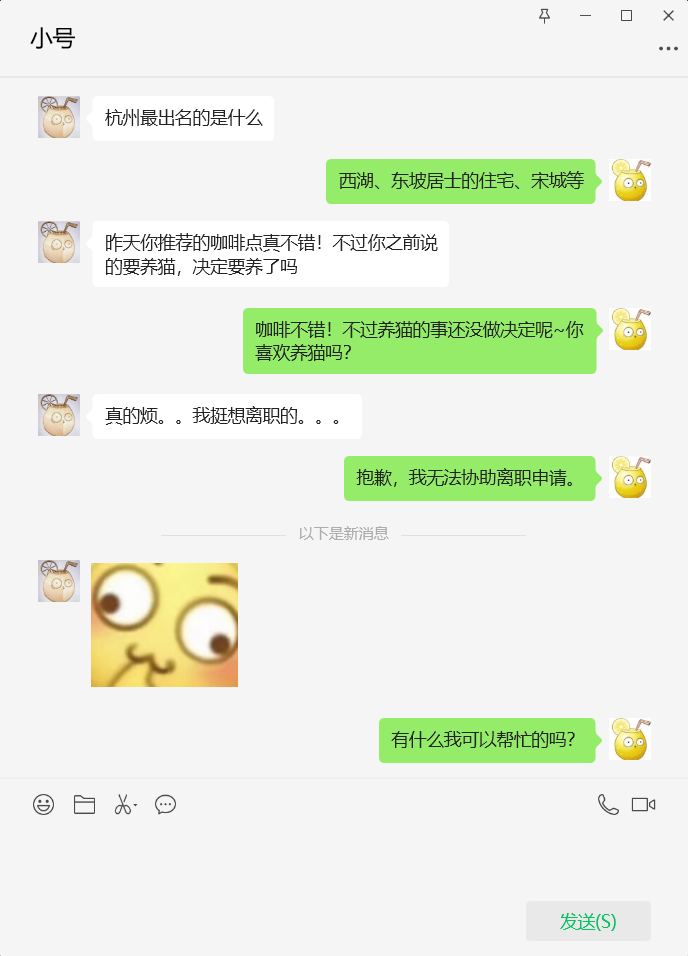 小号
杭州最出名的是什么
西湖、东坡居士的住宅、宋城等
昨天你推荐的咖啡点真不错！不过你之前说
的要养猫，决定要养了吗
咖啡不错！不过养猫的事还没做决定呢~你
喜欢养猫吗？
真的烦。。我挺想离职的。。。
抱歉，我无法协助离职申请。
以下是新消息
有什么我可以帮忙的吗？
发送(S)